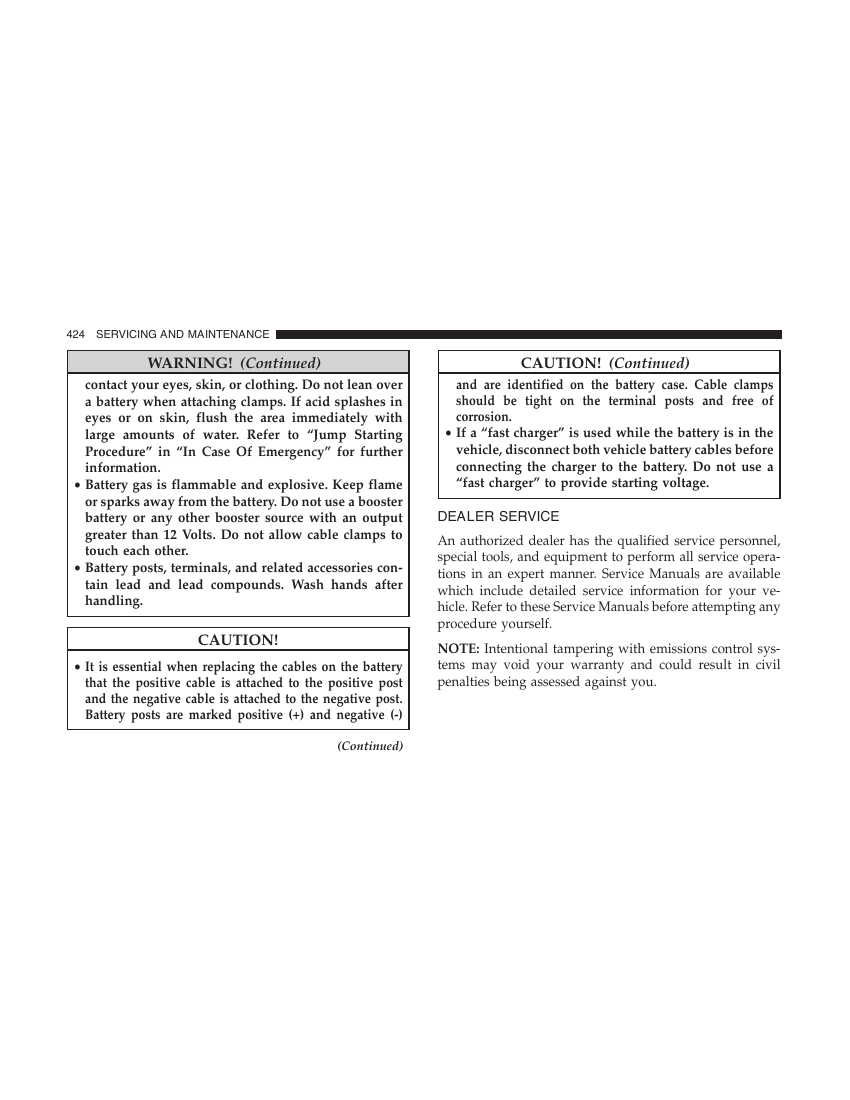 424 SERVICING AND MAINTENANCE
WARNING! (Continued)
contact your eyes, skin, or clothing. Do not lean over
a battery when attaching clamps. If acid splashes in
eyes or on skin, flush the area immediately with
large amounts of water. Refer to “Jump Starting
Procedure” in “In Case Of Emergency” for further
information.
• Battery gas is flammable and explosive. Keep flame
or sparks away from the battery. Do not use a booster
battery or any other booster source with an output
greater than 12 Volts. Do not allow cable clamps to
touch each other.
• Battery posts, terminals, and related accessories con-
tain lead and lead compounds. Wash hands after
handling.
CAUTION!
• It is essential when replacing the cables on the battery
that the positive cable is attached to the positive post
and the negative cable is attached to the negative post.
Battery posts are marked positive (+) and negative (-)
(Continued)
CAUTION! (Continued)
and are identified on the battery case. Cable clamps
should be tight on the terminal posts and free of
corrosion.
• If a “fast charger” is used while the battery is in the
vehicle, disconnect both vehicle battery cables before
connecting the charger to the battery. Do not use a
“fast charger” to provide starting voltage.
DEALER SERVICE
An authorized dealer has the qualified service personnel,
special tools, and equipment to perform all service opera-
tions in an expert manner. Service Manuals are available
which include detailed service information for your ve-
hicle. Refer to these Service Manuals before attempting any
procedure yourself.
NOTE: Intentional tampering with emissions control sys-
tems may void your warranty and could result in civil
penalties being assessed against you.